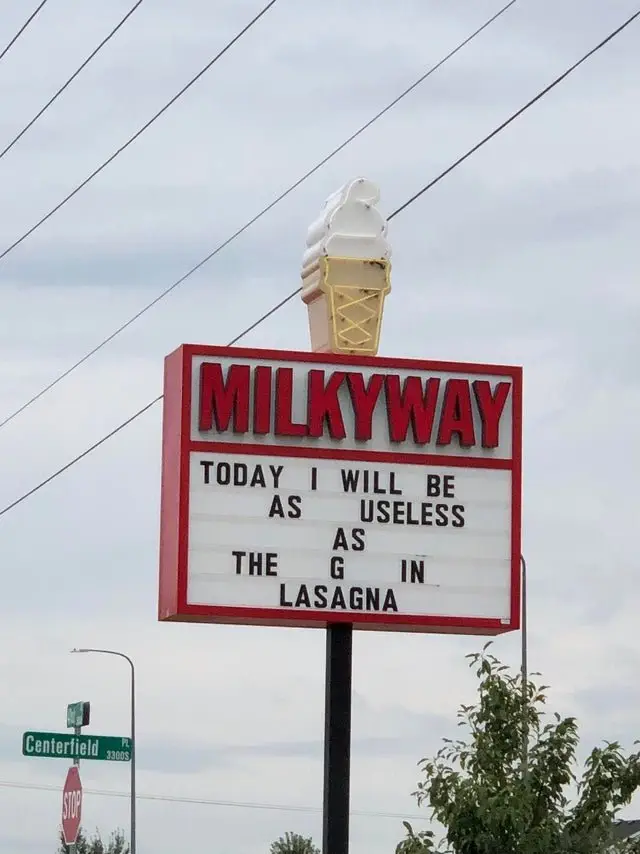 MILKYWAY
TODAY I WILL BE
AS USELESS
AS
THE G IN
LASAGNA
Centerfield PL
3300S
STOP